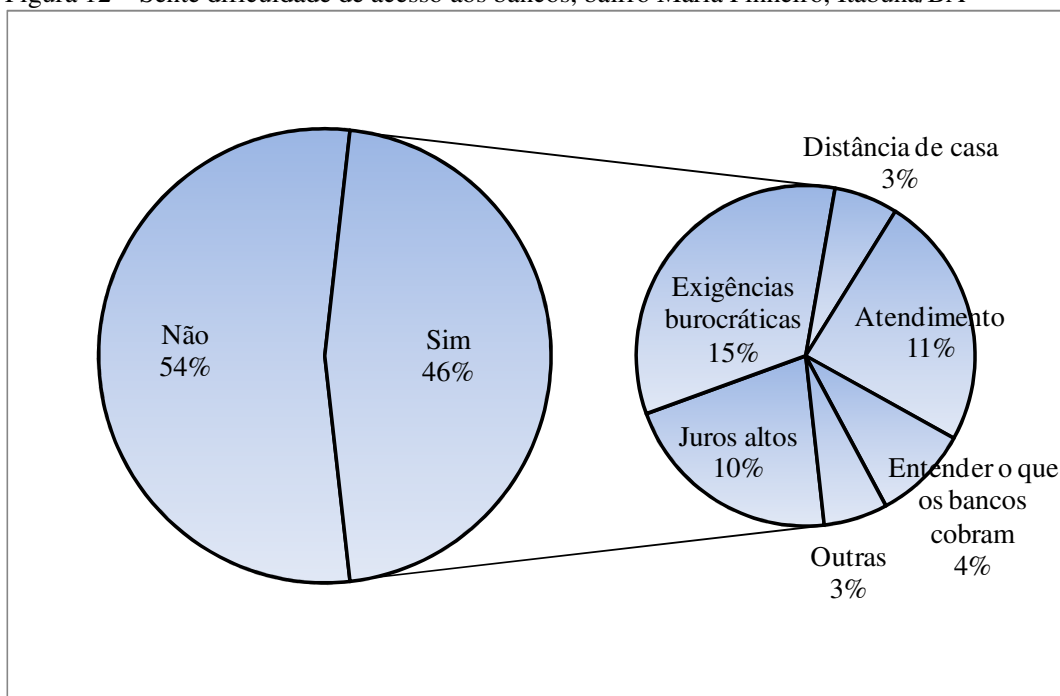 Figura 12 – Sente dificuldade de acesso aos bancos, bairro Maria Pinheiro, Itabuna/BA
Não
54%
Sim
46%
Distância de casa
3%
Exigências
burocráticas
15%
Atendimento
11%
Juros altos
10%
Entender o que
os bancos
cobram
4%
Outras
3%